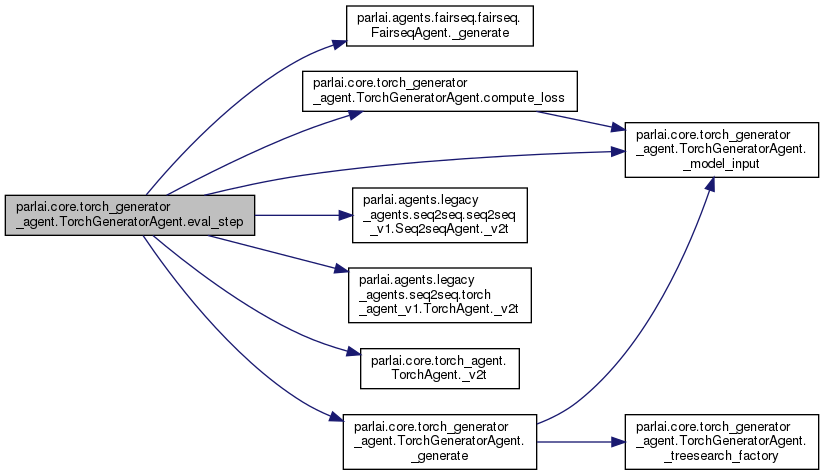 parlai.agents.fairseq.fairseq.
FairseqAgent._generate
parlai.core.torch_generator
_agent.TorchGeneratorAgent.compute_loss
parlai.core.torch_generator
_agent.TorchGeneratorAgent.
_model_input
parlai.core.torch_generator
_agent.TorchGeneratorAgent.eval_step
parlai.agents.legacy
_agents.seq2seq.seq2seq
_v1.Seq2seqAgent._v2t
parlai.agents.legacy
_agents.seq2seq.torch
_agent_v1.TorchAgent._v2t
parlai.core.torch_agent.
TorchAgent._v2t
parlai.core.torch_generator
_agent.TorchGeneratorAgent.
_generate
parlai.core.torch_generator
_agent.TorchGeneratorAgent.
_treesearch_factory